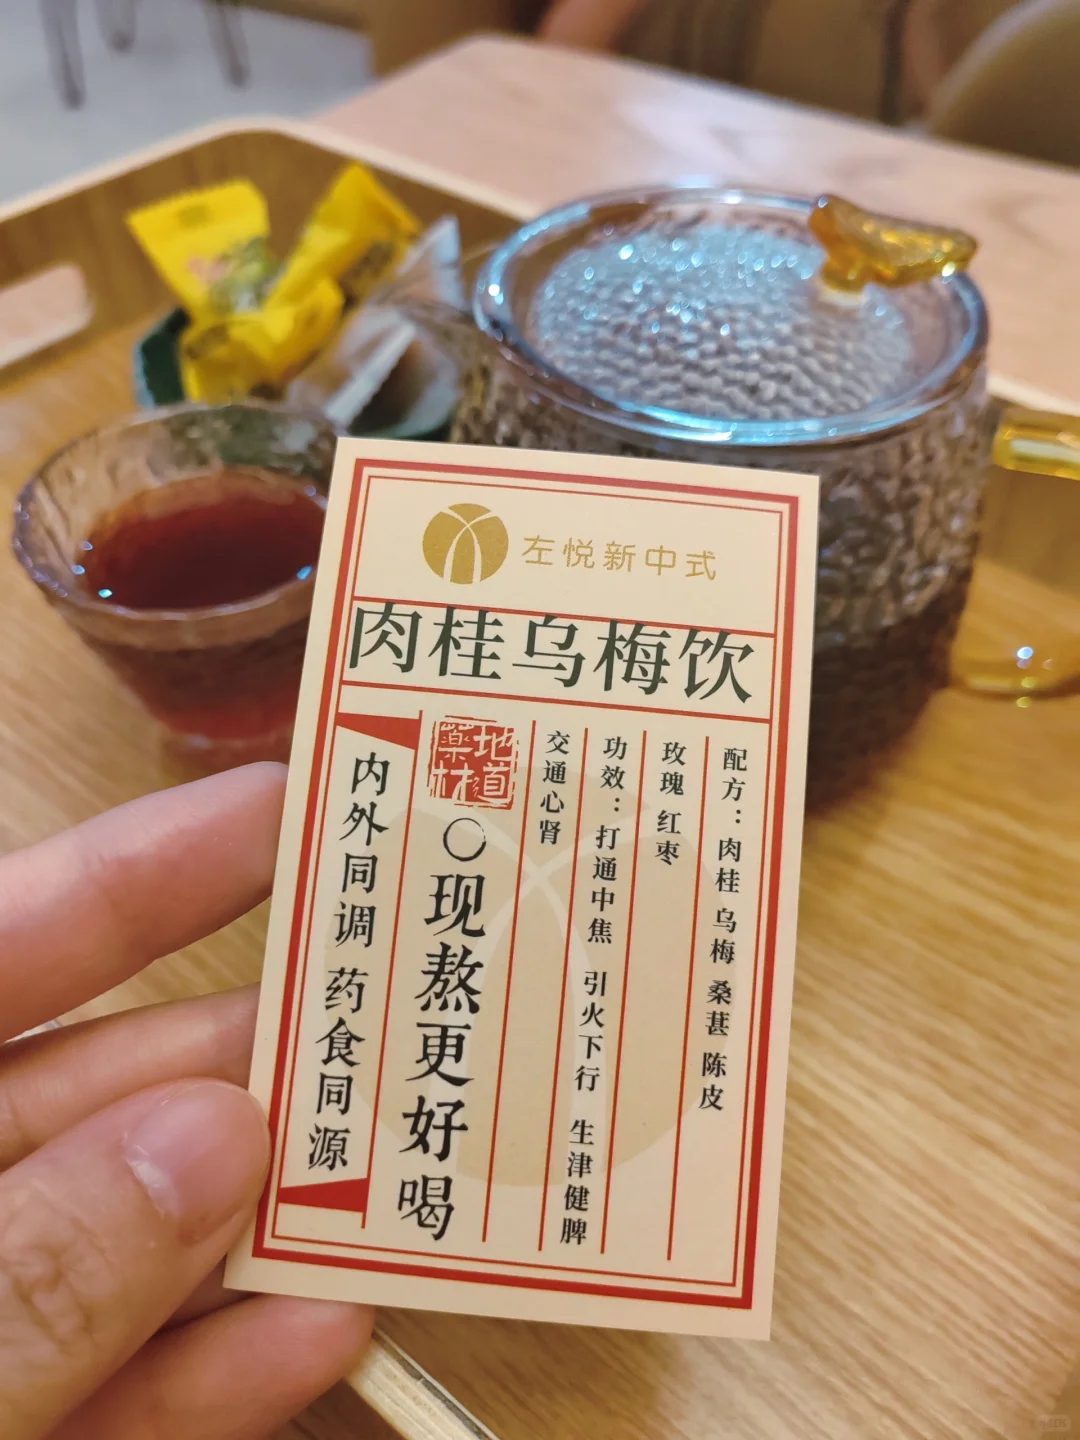 左悦新中式
肉桂乌梅饮
配方：肉桂 乌梅 桑葚 陈皮
玫瑰 红枣
功效：打通中焦 引火下行 生津健脾
交通心肾
地道
藥材
○现熬更好喝
内外同调 药食同源